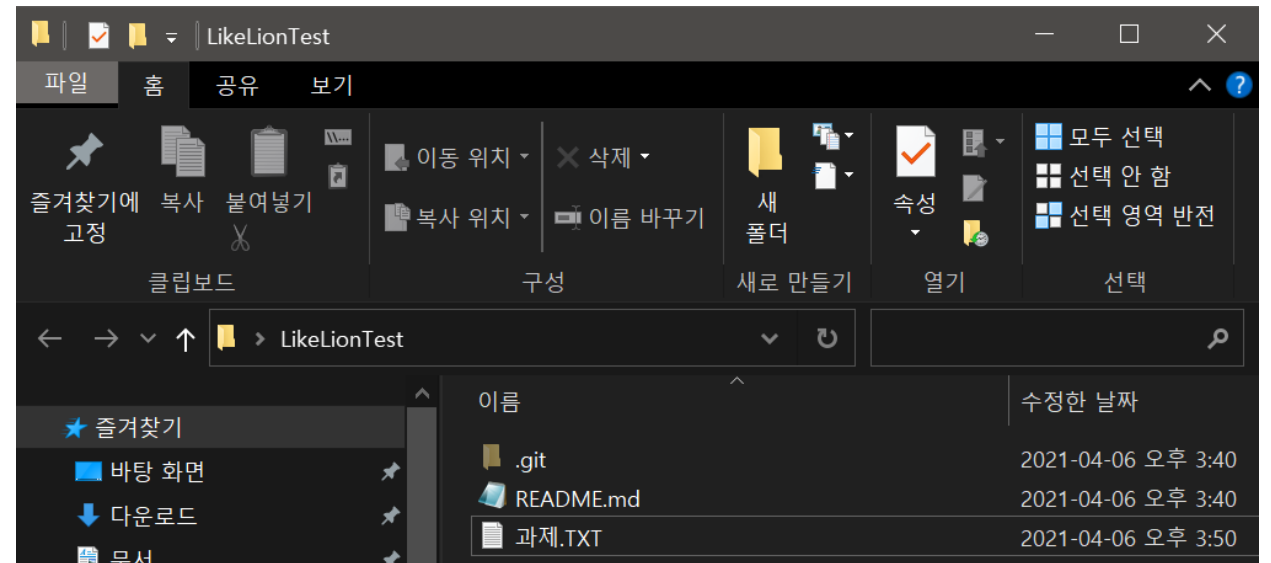 LikeLionTest
파일 홈 공유 보기
즐겨찾기에 고정
복사
붙여넣기
클립보드
이동 위치
복사 위치
삭제
이름 바꾸기
구성
새 폴더
새로 만들기
속성
열기
모두 선택
선택 안 함
선택 영역 반전
선택
LikeLionTest
즐겨찾기
바탕 화면
다운로드
문서
이름 수정한 날짜
.git 2021-04-06 오후 3:40
README.md 2021-04-06 오후 3:40
과제.TXT 2021-04-06 오후 3:50